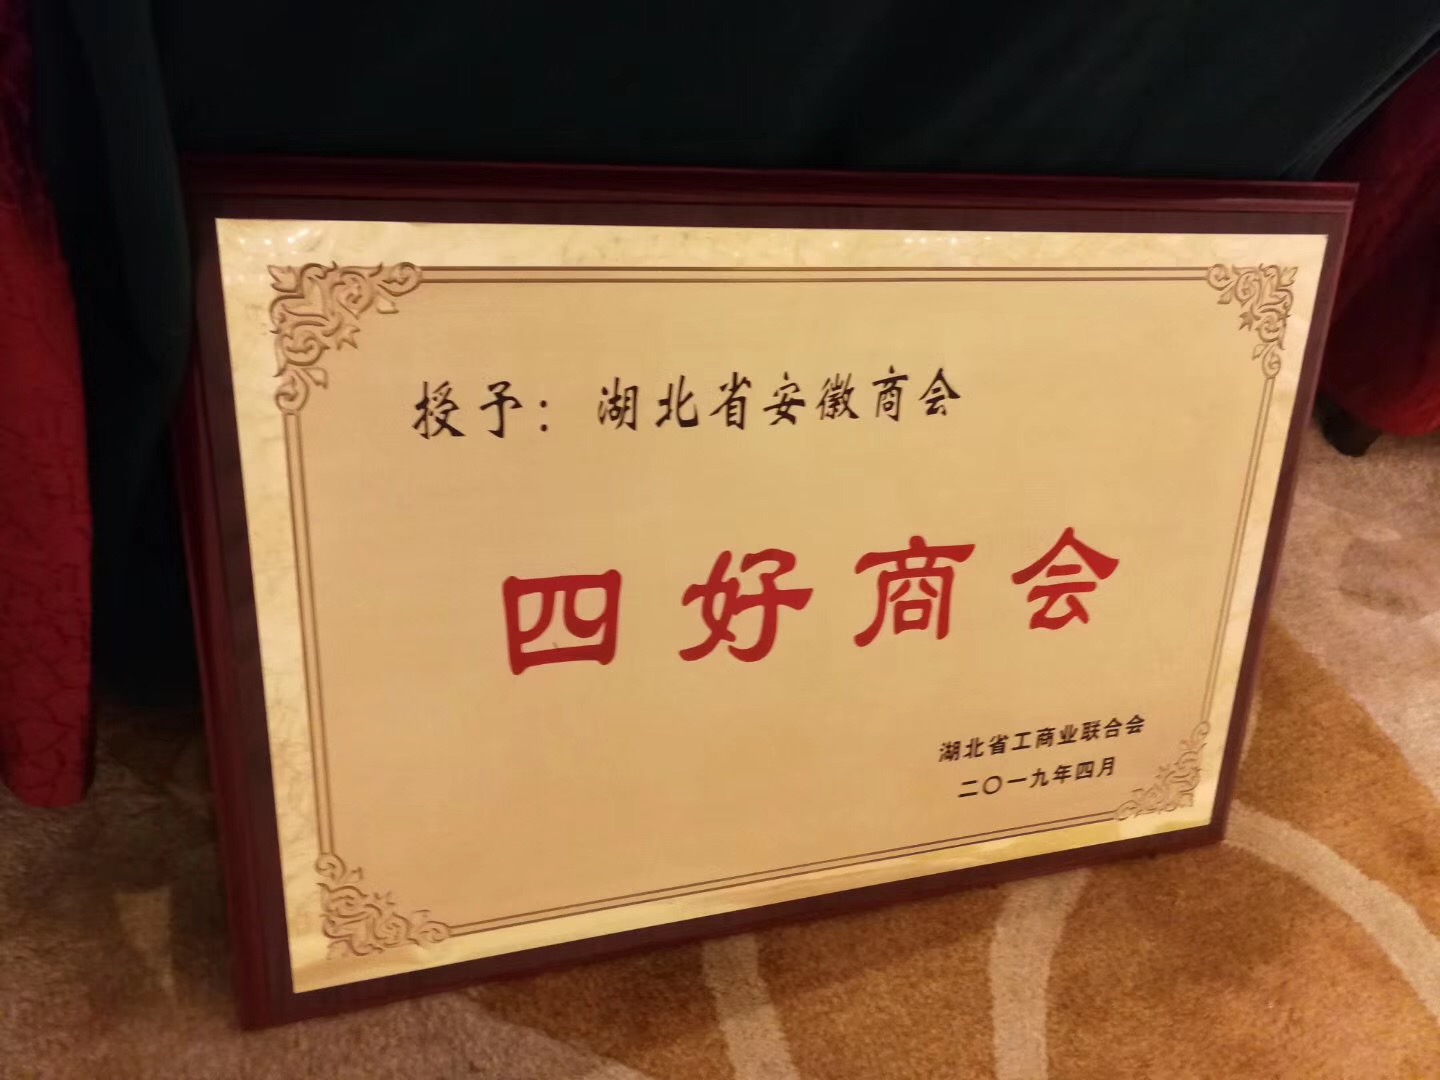 授予：湖北省安徽商会
四好商会
湖北省工商业联合会
二〇一九年四月